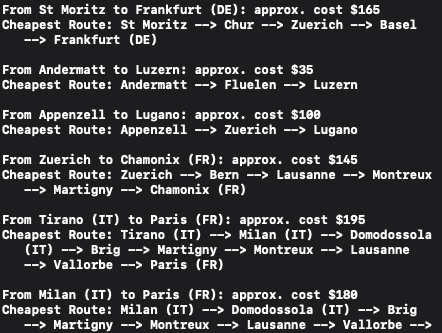 From St Moritz to Frankfurt (DE): approx. cost $165
Cheapest Route: St Moritz --> Chur --> Zuerich --> Basel
--> Frankfurt (DE)
From Andermatt to Luzern: approx. cost $35
Cheapest Route: Andermatt --> Fluelen --> Luzern
From Appenzell to Lugano: approx. cost $100
Cheapest Route: Appenzell --> Zuerich --> Lugano
From Zuerich to Chamonix (FR): approx. cost $145
Cheapest Route: Zuerich --> Bern --> Lausanne --> Montreux
--> Martigny --> Chamonix (FR)
From Tirano (IT) to Paris (FR): approx. cost $195
Cheapest Route: Tirano (IT) --> Milan (IT) --> Domodossola
(IT) --> Brig --> Martigny --> Montreux --> Lausanne
--> Vallorbe --> Paris (FR)
From Milan (IT) to Paris (FR): approx. cost $180
Cheapest Route: Milan (IT) --> Domodossola (IT) --> Brig
--> Martigny --> Montreux --> Lausanne --> Vallorbe -->